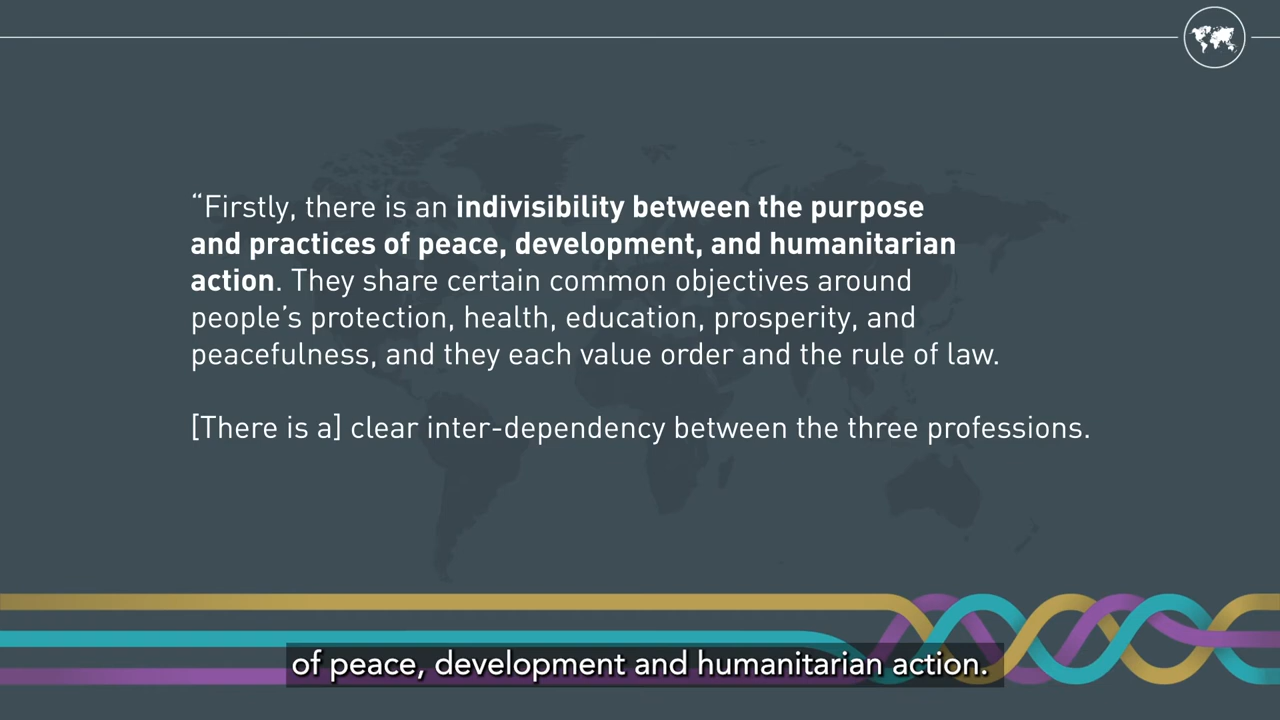 “Firstly, there is an indivisibility between the purpose
and practices of peace, development, and humanitarian
action. They share certain common objectives around
people’s protection, health, education, prosperity, and
peacefulness, and they each value order and the rule of law.
[There is a] clear inter-dependency between the three professions.
of peace, development and humanitarian action.